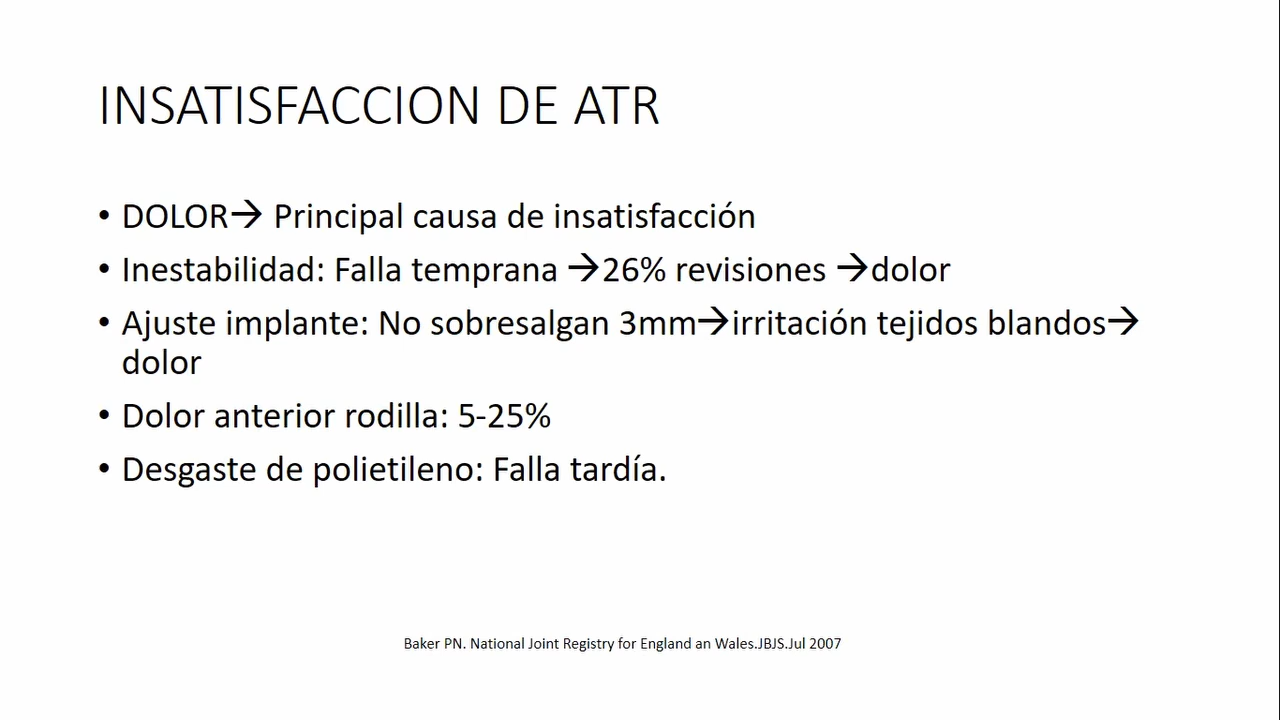 INSATISFACCION DE ATR
• DOLOR→ Principal causa de insatisfacción
• Inestabilidad: Falla temprana →26% revisiones →dolor
• Ajuste implante: No sobresalgan 3mm→irritación tejidos blandos→
dolor
• Dolor anterior rodilla: 5-25%
• Desgaste de polietileno: Falla tardía.
Baker PN. National Joint Registry for England an Wales.JBJS.Jul 2007